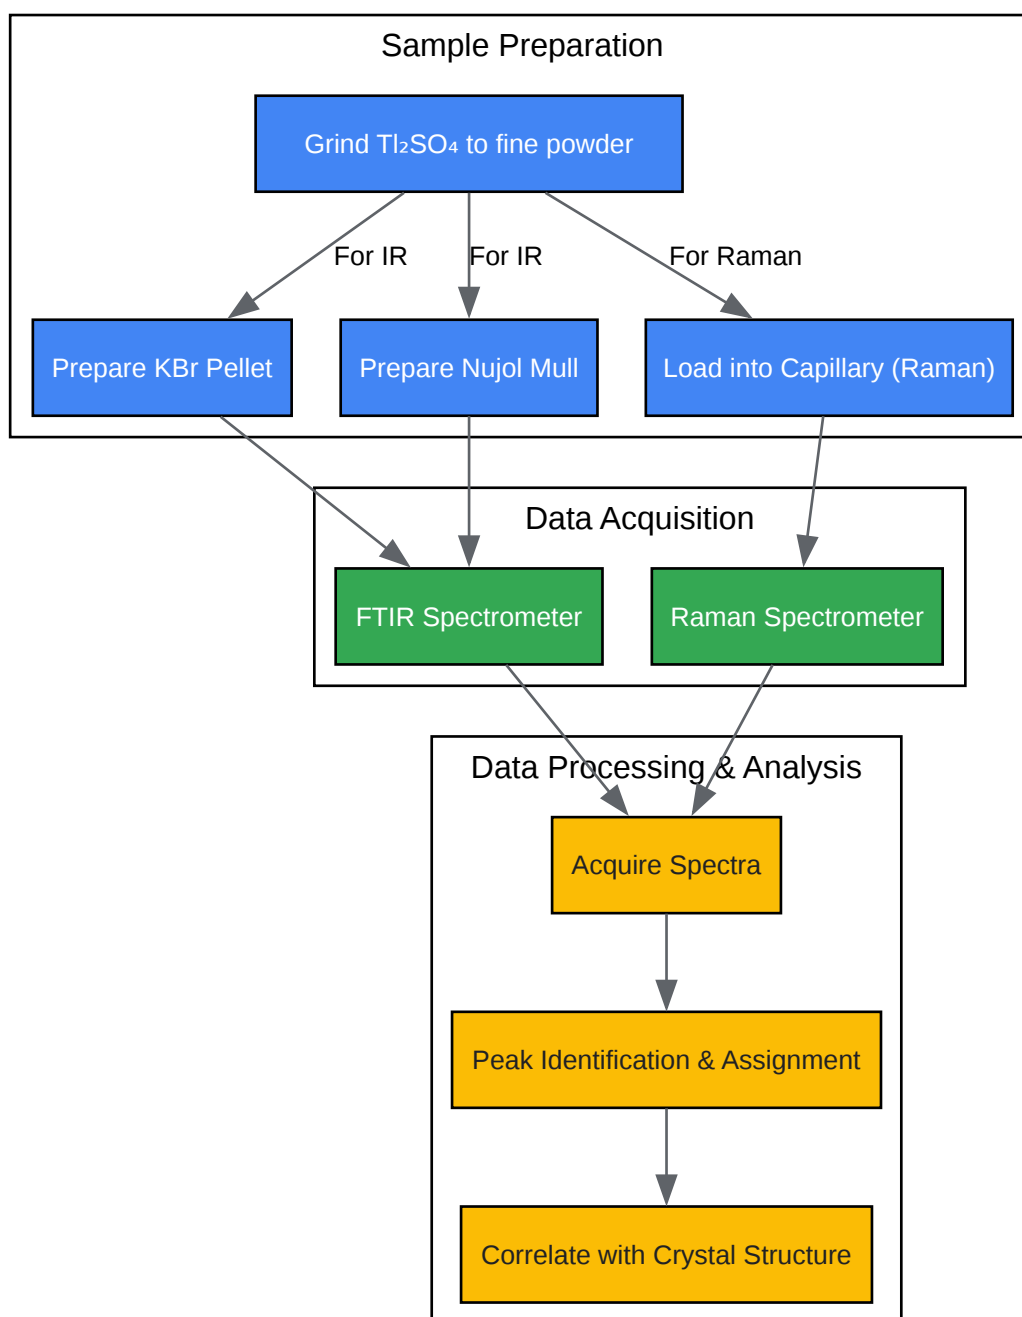 Sample Preparation
Grind Tl₂SO₄ to fine powder
For IR
For IR
For Raman
Prepare KBr Pellet
Prepare Nujol Mull
Load into Capillary (Raman)
Data Acquisition
FTIR Spectrometer
Raman Spectrometer
Data Processing & Analysis
Acquire Spectra
Peak Identification & Assignment
Correlate with Crystal Structure